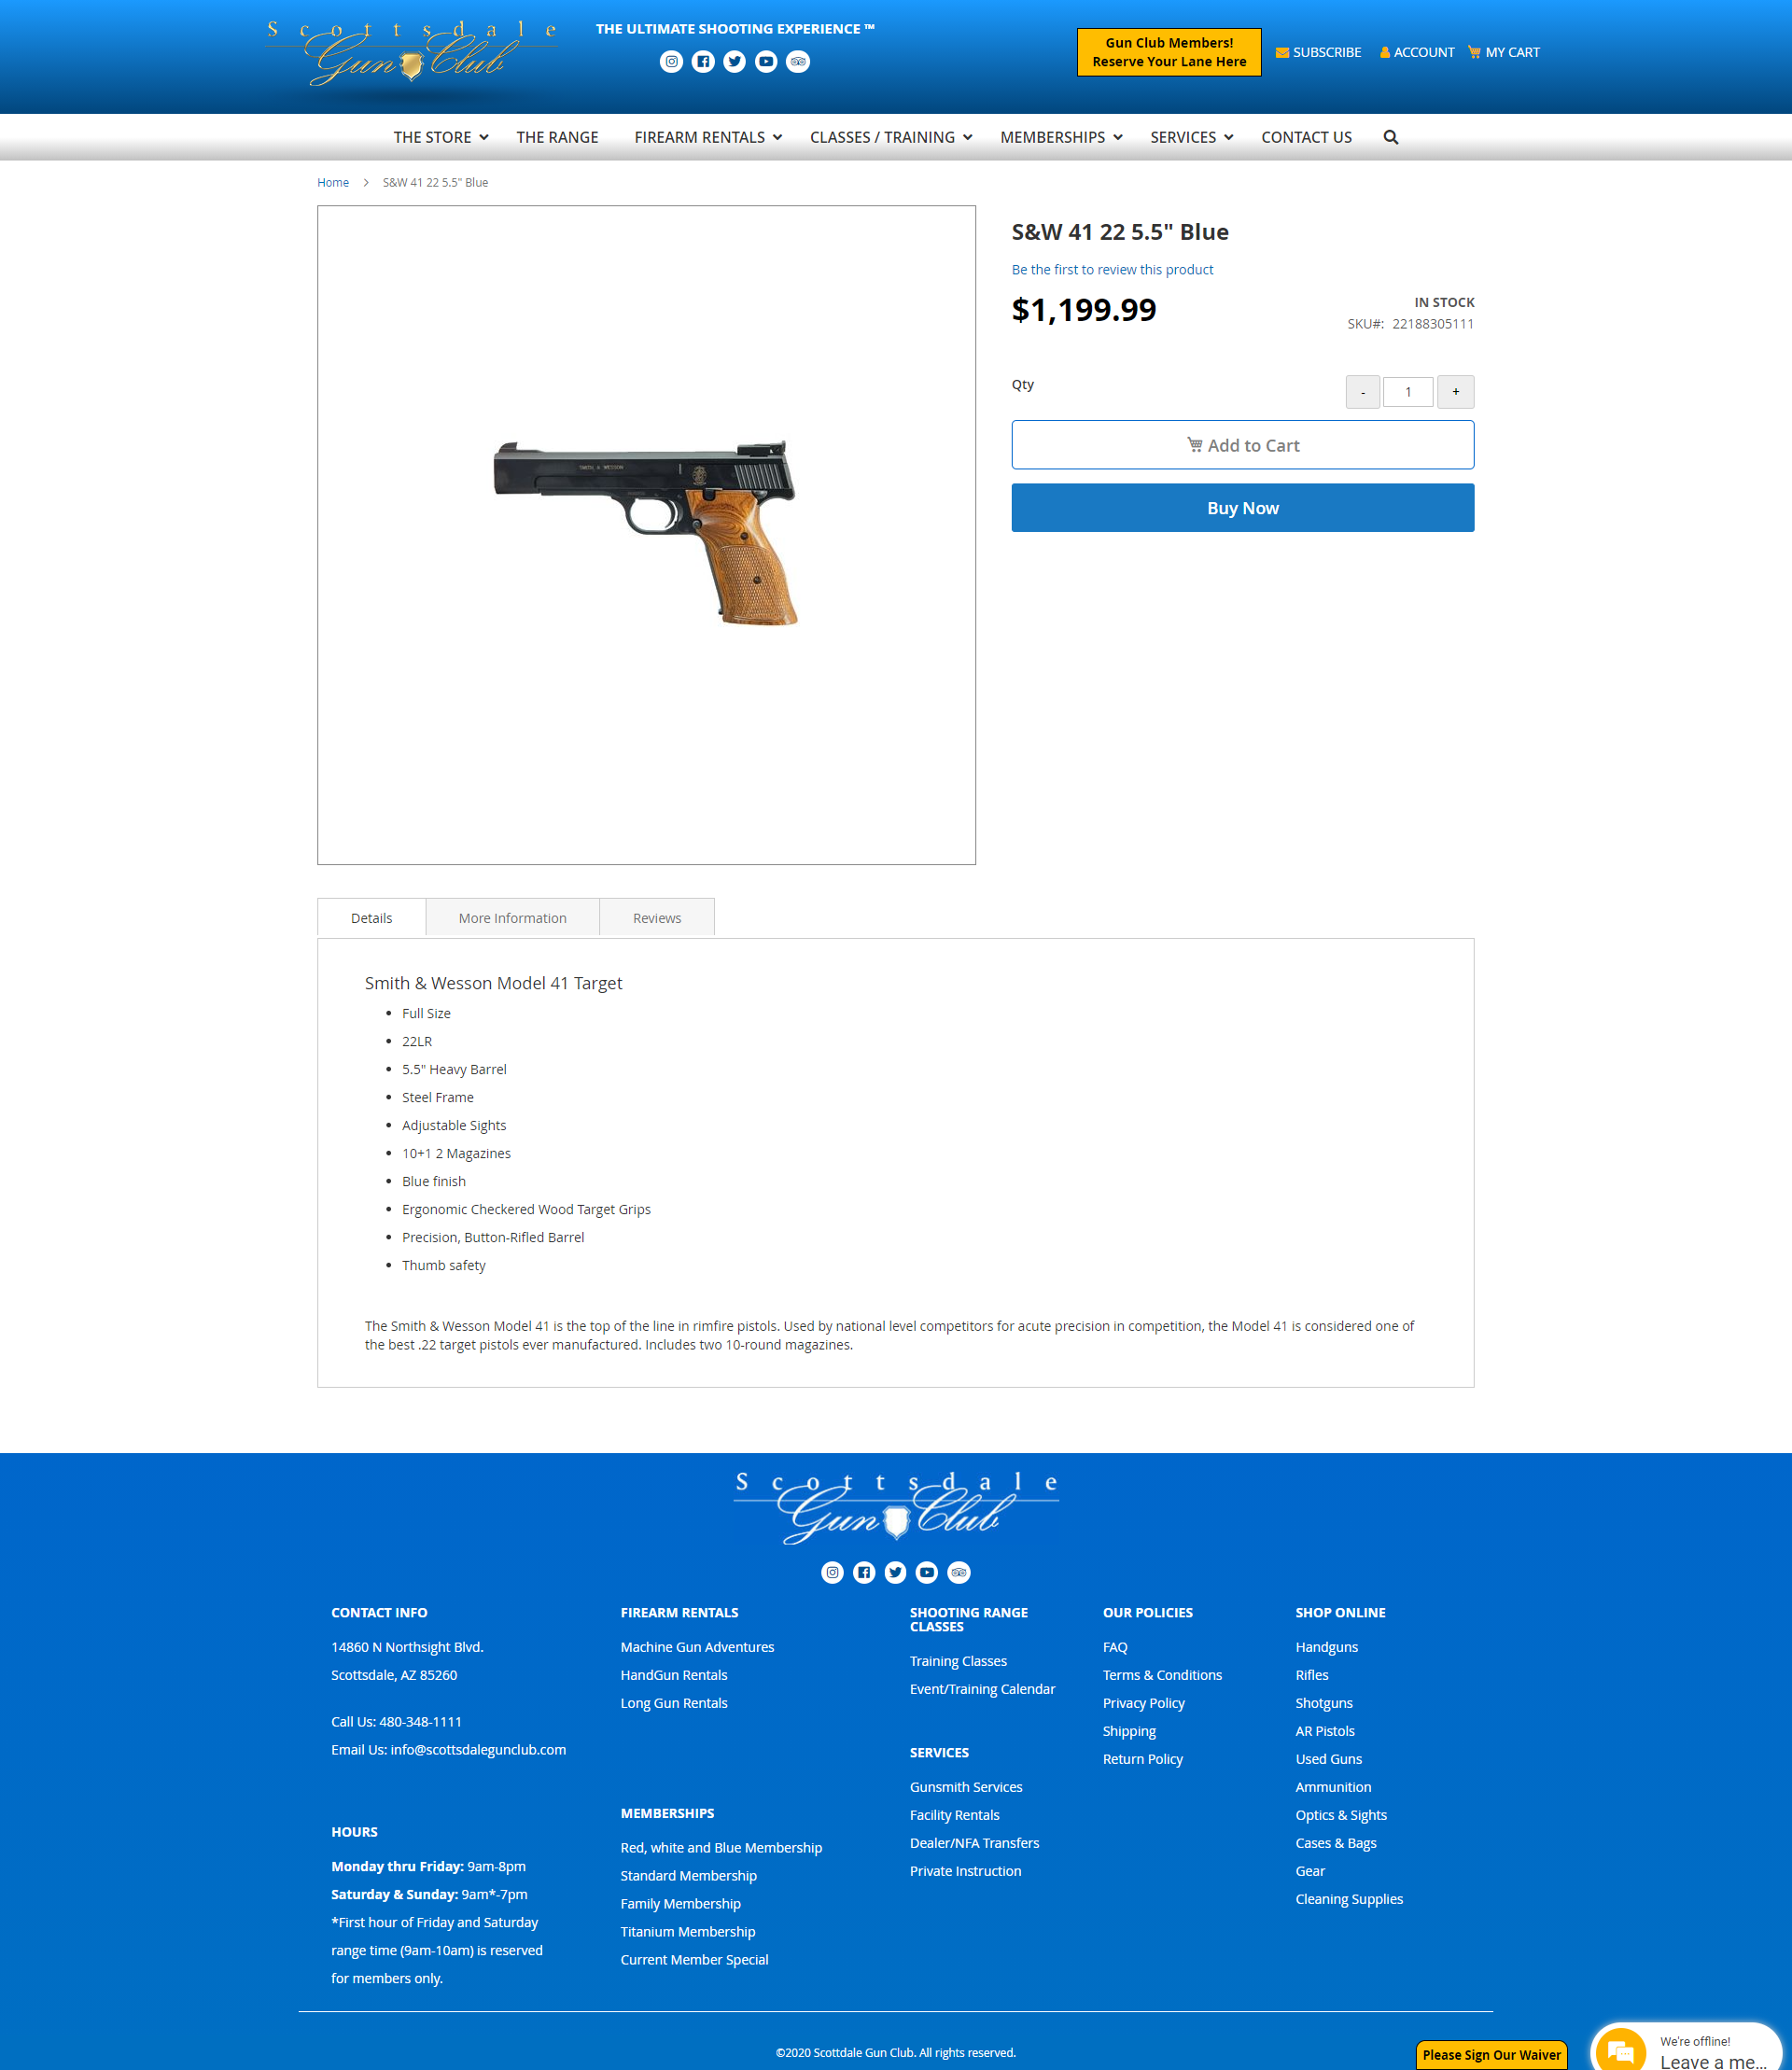 Scottsdale
Gun Club
THE ULTIMATE SHOOTING EXPERIENCE ™
Gun Club Members!
Reserve Your Lane Here
SUBSCRIBE
ACCOUNT
MY CART
THE STORE
THE RANGE
FIREARM RENTALS
CLASSES / TRAINING
MEMBERSHIPS
SERVICES
CONTACT US
Home > S&W 41 22 5.5" Blue
SMITH & WESSON
S&W 41 22 5.5" Blue
Be the first to review this product
$1,199.99
IN STOCK
SKU#: 22188305111
Qty
- 1 +
Add to Cart
Buy Now
Details
More Information
Reviews
Smith & Wesson Model 41 Target
• Full Size
• 22LR
• 5.5" Heavy Barrel
• Steel Frame
• Adjustable Sights
• 10+1 2 Magazines
• Blue finish
• Ergonomic Checkered Wood Target Grips
• Precision, Button-Rifled Barrel
• Thumb safety
The Smith & Wesson Model 41 is the top of the line in rimfire pistols. Used by national level competitors for acute precision in competition, the Model 41 is considered one of
the best .22 target pistols ever manufactured. Includes two 10-round magazines.
Scottsdale
Gun Club
CONTACT INFO
14860 N Northsight Blvd.
Scottsdale, AZ 85260
Call Us: 480-348-1111
Email Us: info@scottsdalegunclub.com
HOURS
Monday thru Friday: 9am-8pm
Saturday & Sunday: 9am*-7pm
*First hour of Friday and Saturday
range time (9am-10am) is reserved
for members only.
FIREARM RENTALS
Machine Gun Adventures
HandGun Rentals
Long Gun Rentals
MEMBERSHIPS
Red, white and Blue Membership
Standard Membership
Family Membership
Titanium Membership
Current Member Special
SHOOTING RANGE
CLASSES
Training Classes
Event/Training Calendar
SERVICES
Gunsmith Services
Facility Rentals
Dealer/NFA Transfers
Private Instruction
OUR POLICIES
FAQ
Terms & Conditions
Privacy Policy
Shipping
Return Policy
SHOP ONLINE
Handguns
Rifles
Shotguns
AR Pistols
Used Guns
Ammunition
Optics & Sights
Cases & Bags
Gear
Cleaning Supplies
©2020 Scottdale Gun Club. All rights reserved.
Please Sign Our Waiver
We're offline!
Leave a me...